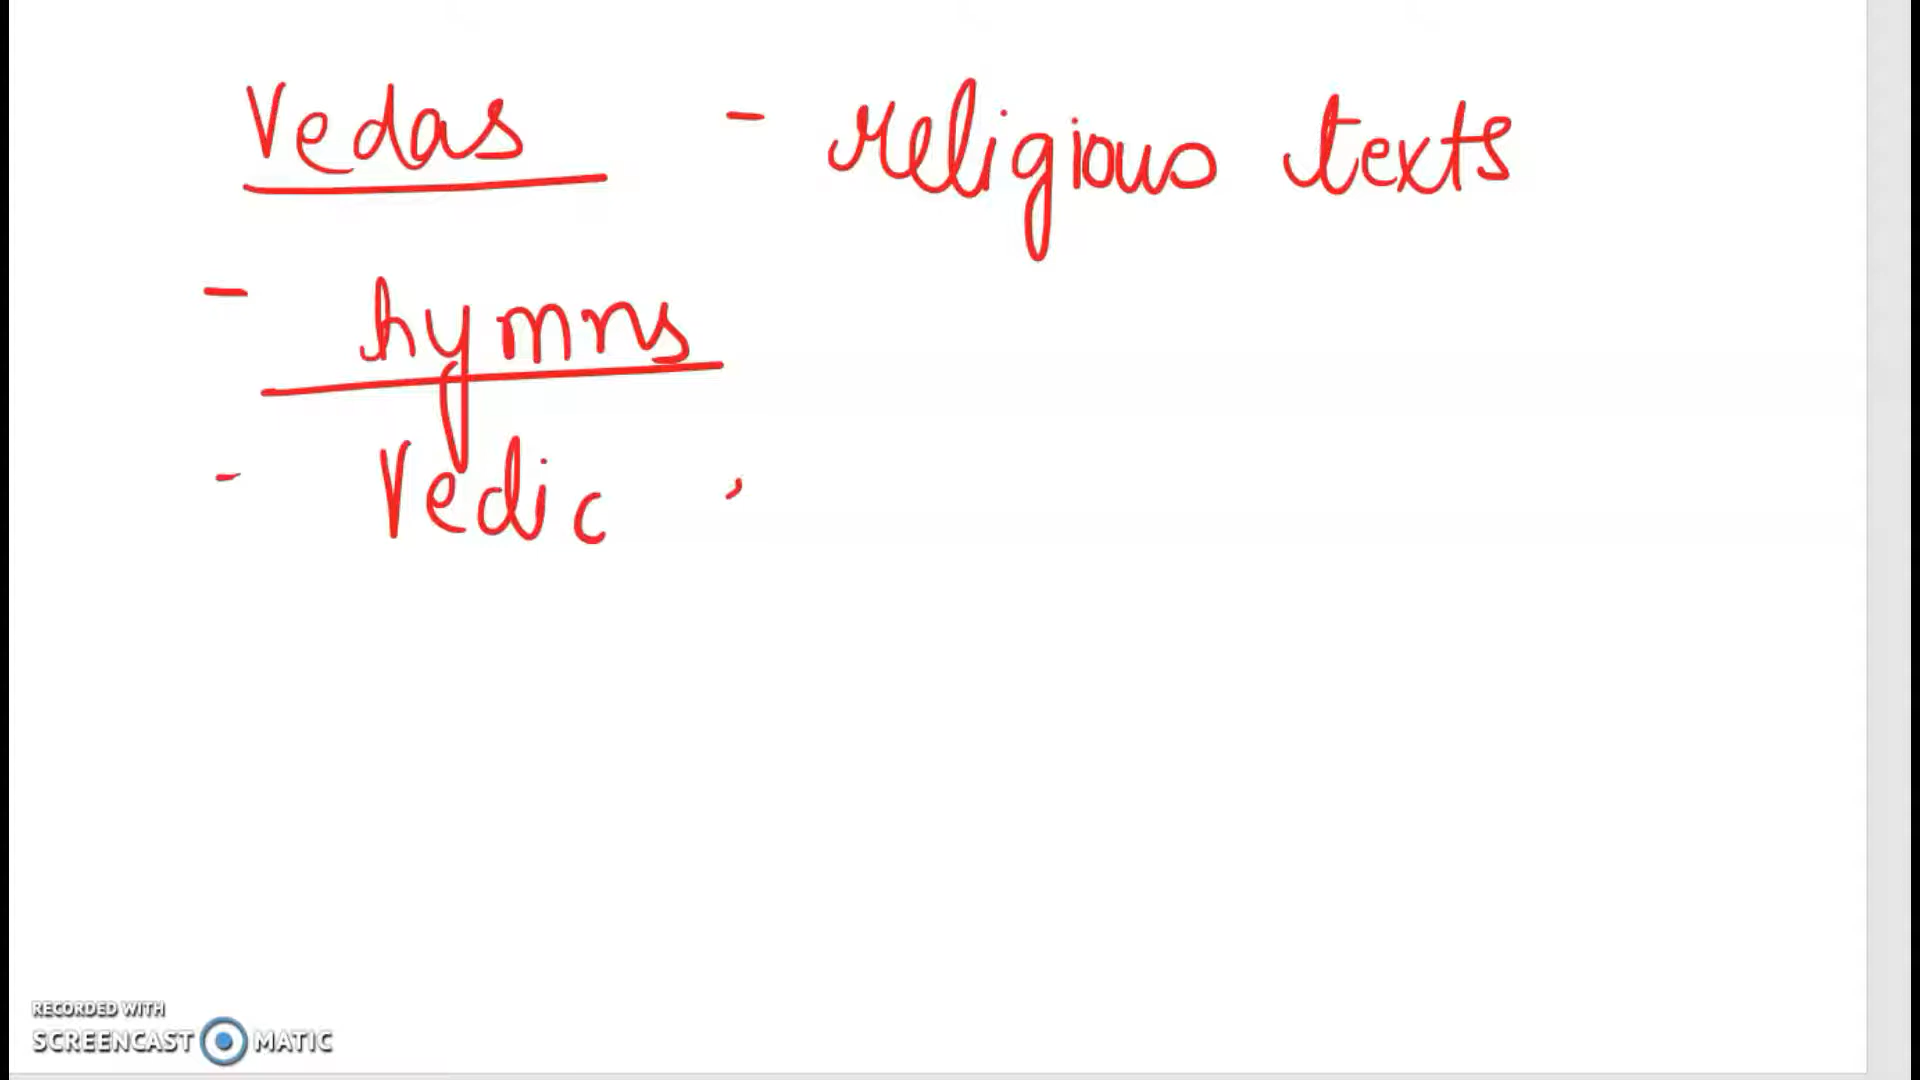 Vedas - religious texts
- hymns
- Vedic
RECORDED WITH
SCREENCAST MATIC